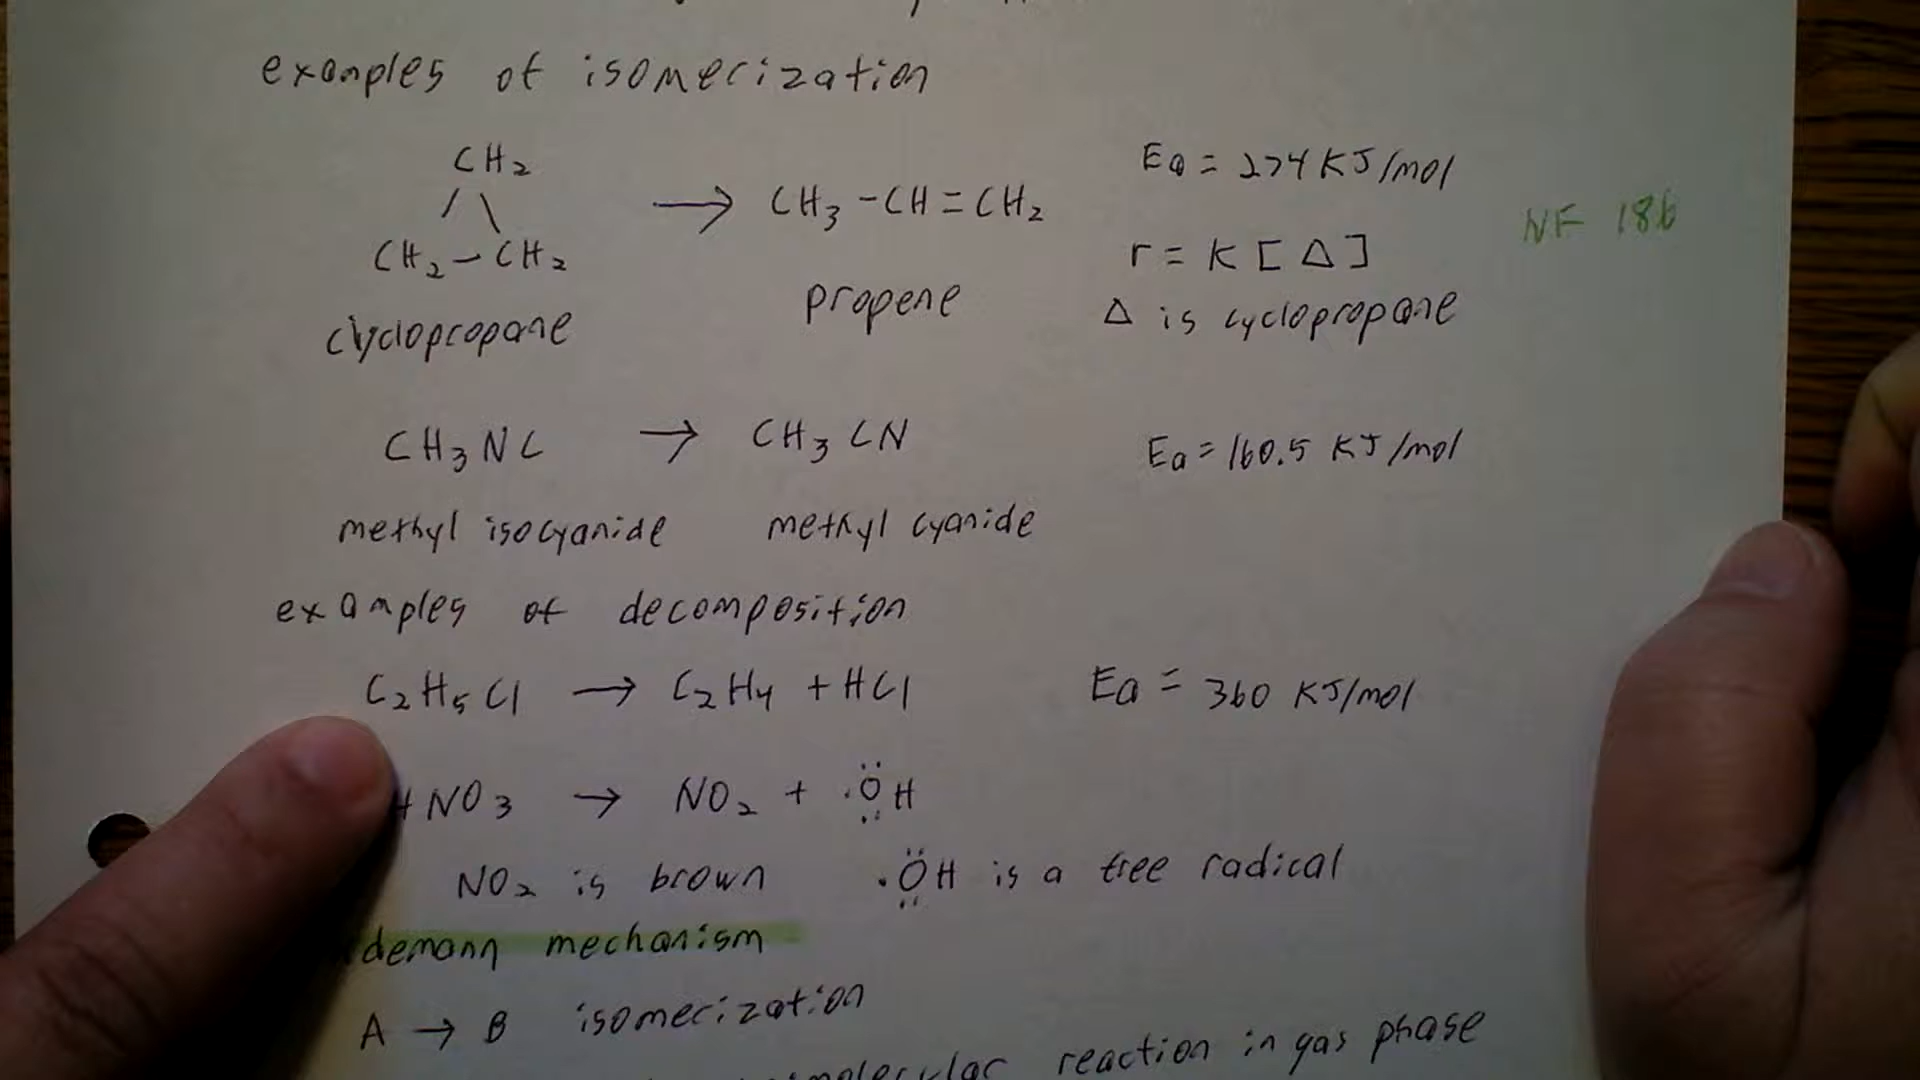 examples of isomerization
CH₂
/ \
CH₂ – CH₂ → CH₃ – CH = CH₂
Ea = 274 KJ/mol
NF 186
r = K [ Δ ]
cyclopropane
propene
Δ is cyclopropane
CH₃NC → CH₃CN
Ea = 160.5 KJ/mol
methyl isocyanide methyl cyanide
examples of decomposition
C₂H₅Cl → C₂H₄ + HCl
Ea = 360 KJ/mol
HNO₃ → NO₂ + ·ÖH
NO₂ is brown ·ÖH is a free radical
demann mechanism
A → B isomerization
reaction in gas phase